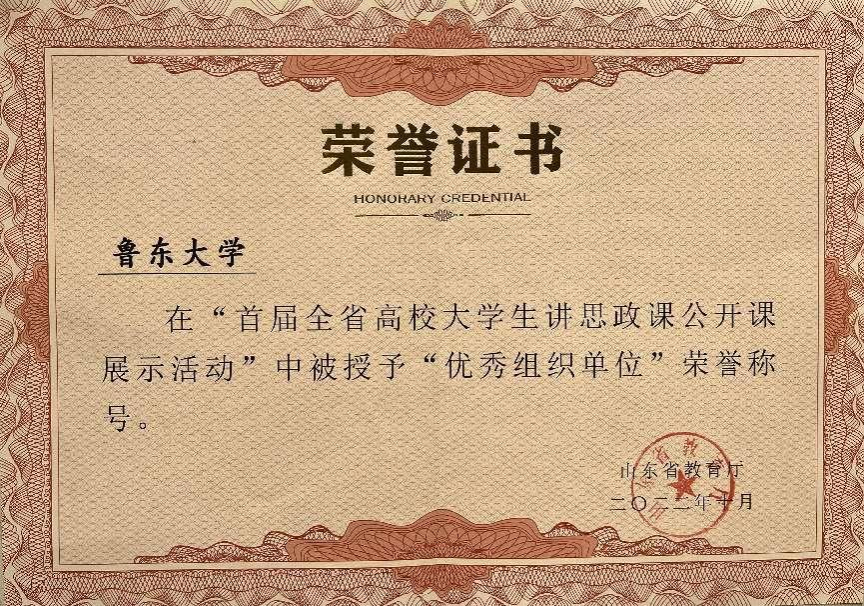 荣誉证书
HONORARY CREDENTIAL
鲁东大学
在“首届全省高校大学生讲思政课公开课
展示活动”中被授予“优秀组织单位”荣誉称
号。
山东省教育厅
二〇二二年十月